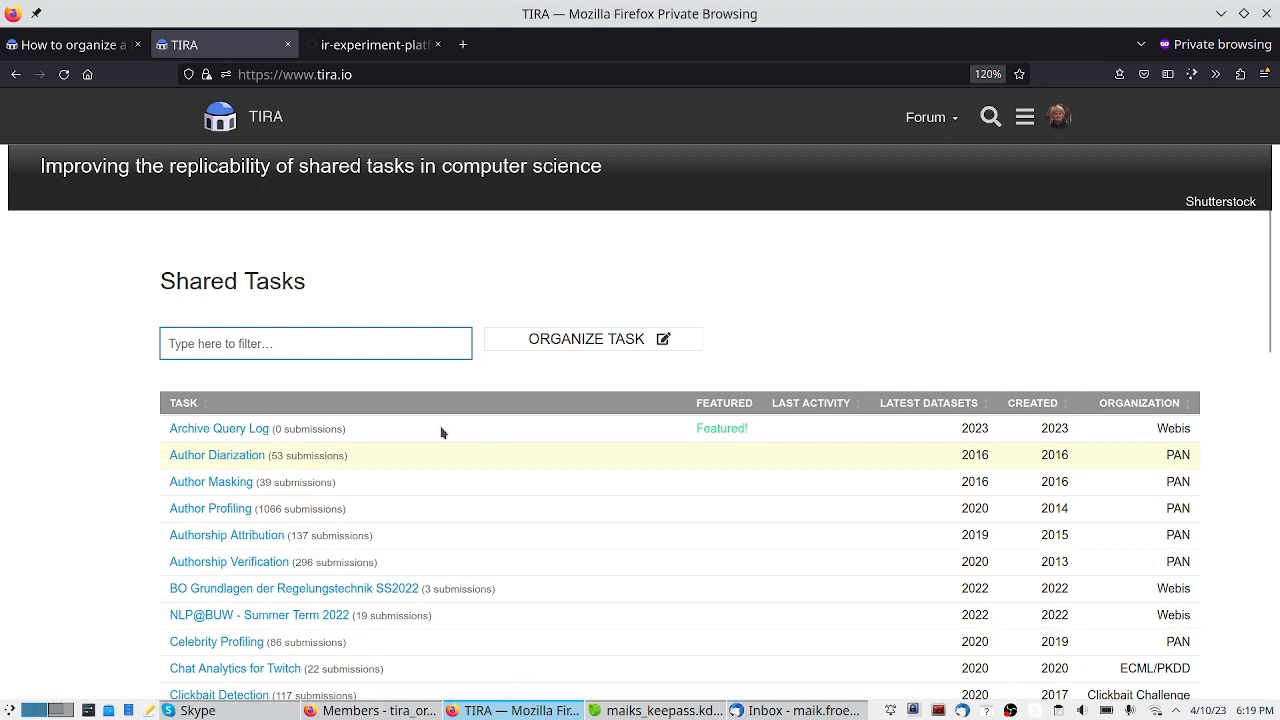 TIRA — Mozilla Firefox Private Browsing
How to organize a
TIRA
ir-experiment-platf
Private browsing
https://www.tira.io
120%
TIRA
Forum
Improving the replicability of shared tasks in computer science
Shutterstock
Shared Tasks
Type here to filter…
ORGANIZE TASK
TASK FEATURED LAST ACTIVITY LATEST DATASETS CREATED ORGANIZATION
Archive Query Log (0 submissions) Featured! 2023 2023 Webis
Author Diarization (53 submissions) 2016 2016 PAN
Author Masking (39 submissions) 2016 2016 PAN
Author Profiling (1066 submissions) 2020 2014 PAN
Authorship Attribution (137 submissions) 2019 2015 PAN
Authorship Verification (296 submissions) 2020 2013 PAN
BO Grundlagen der Regelungstechnik SS2022 (3 submissions) 2022 2022 Webis
NLP@BUW - Summer Term 2022 (19 submissions) 2022 2022 Webis
Celebrity Profiling (86 submissions) 2020 2019 PAN
Chat Analytics for Twitch (22 submissions) 2020 2020 ECML/PKDD
Clickbait Detection (117 submissions) 2020 2017 Clickbait Challenge
Skype
Members - tira_or...
TIRA — Mozilla Fir...
maiks_keepass.kd...
Inbox - maik.froe...
4/10/23 6:19 PM